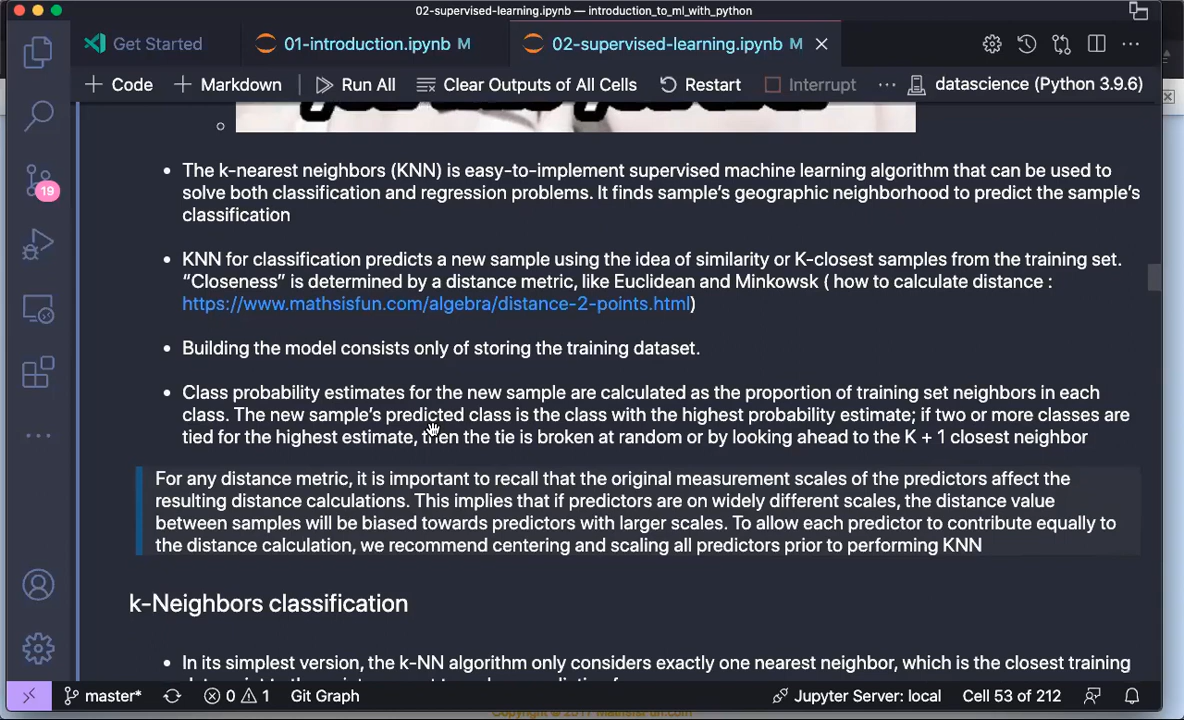 02-supervised-learning.ipynb — introduction_to_ml_with_python
Get Started
01-introduction.ipynb M
02-supervised-learning.ipynb M
Code
Markdown
Run All
Clear Outputs of All Cells
Restart
Interrupt
datascience (Python 3.9.6)
The k-nearest neighbors (KNN) is easy-to-implement supervised machine learning algorithm that can be used to
solve both classification and regression problems. It finds sample’s geographic neighborhood to predict the sample’s
classification
KNN for classification predicts a new sample using the idea of similarity or K-closest samples from the training set.
“Closeness” is determined by a distance metric, like Euclidean and Minkowsk ( how to calculate distance :
https://www.mathsisfun.com/algebra/distance-2-points.html)
Building the model consists only of storing the training dataset.
Class probability estimates for the new sample are calculated as the proportion of training set neighbors in each
class. The new sample’s predicted class is the class with the highest probability estimate; if two or more classes are
tied for the highest estimate, then the tie is broken at random or by looking ahead to the K + 1 closest neighbor
For any distance metric, it is important to recall that the original measurement scales of the predictors affect the
resulting distance calculations. This implies that if predictors are on widely different scales, the distance value
between samples will be biased towards predictors with larger scales. To allow each predictor to contribute equally to
the distance calculation, we recommend centering and scaling all predictors prior to performing KNN
k-Neighbors classification
In its simplest version, the k-NN algorithm only considers exactly one nearest neighbor, which is the closest training
19
master*
0
1
Git Graph
Jupyter Server: local
Cell 53 of 212